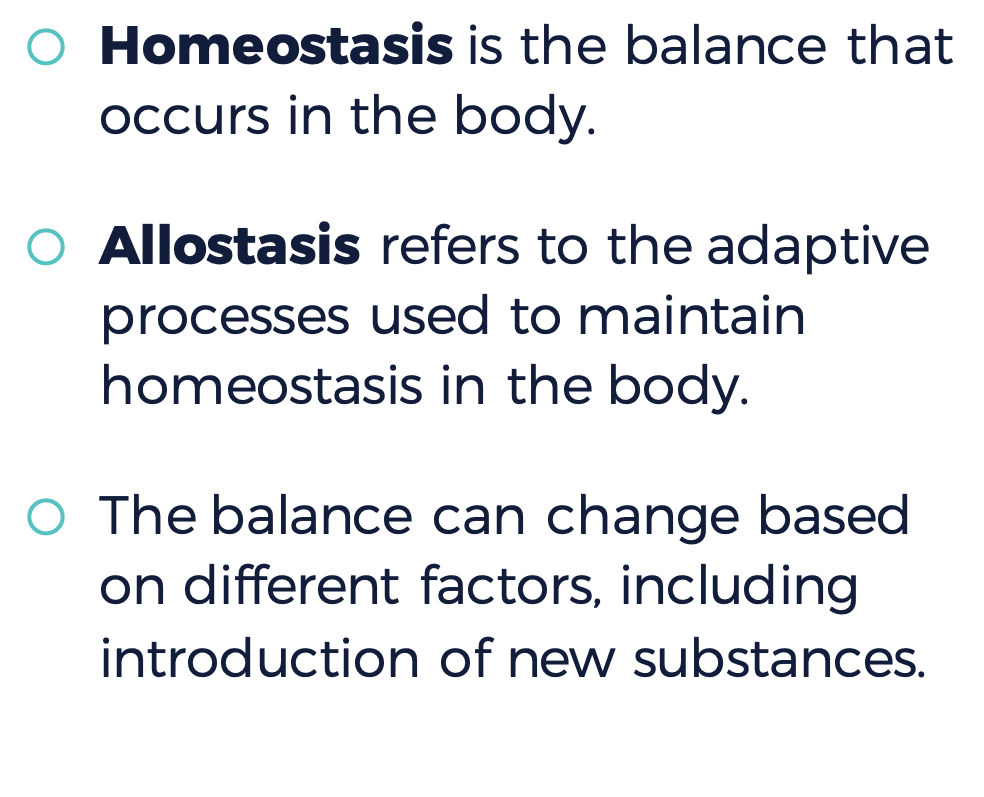 Homeostasis is the balance that
occurs in the body.
Allostasis refers to the adaptive
processes used to maintain
homeostasis in the body.
The balance can change based
on different factors, including
introduction of new substances.